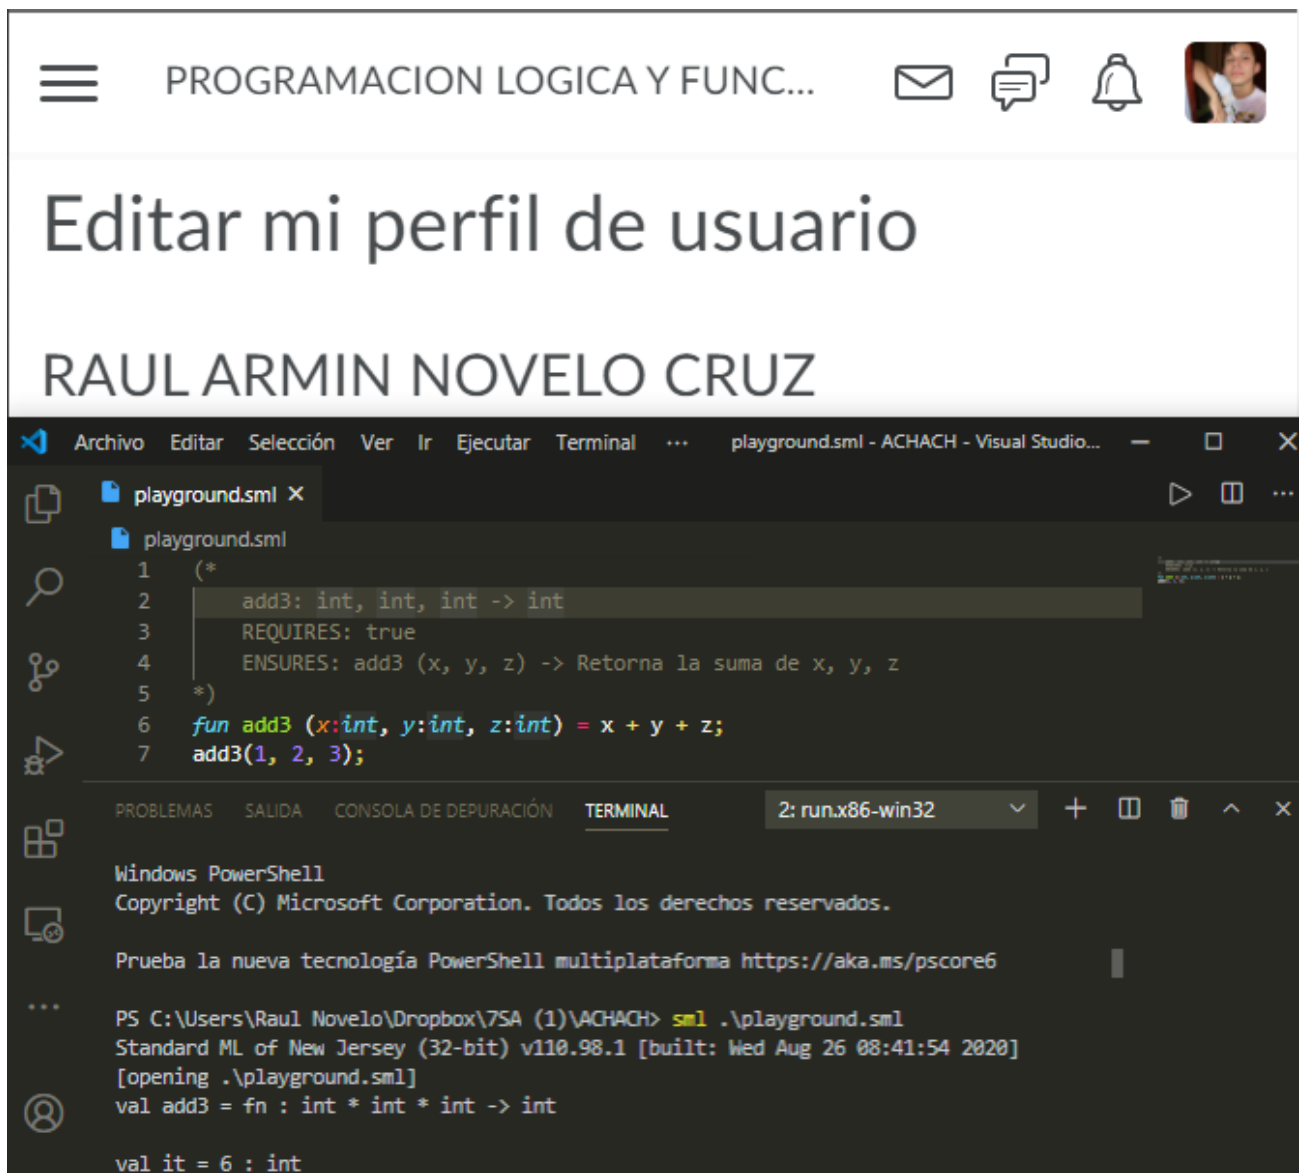 PROGRAMACION LOGICA Y FUNC...
Editar mi perfil de usuario
RAUL ARMIN NOVELO CRUZ
Archivo Editar Selección Ver Ir Ejecutar Terminal ··· playground.sml - ACHACH - Visual Studio...
playground.sml
playground.sml
1 (*
2 add3: int, int, int -> int
3 REQUIRES: true
4 ENSURES: add3 (x, y, z) -> Retorna la suma de x, y, z
5 *)
6 fun add3 (x:int, y:int, z:int) = x + y + z;
7 add3(1, 2, 3);
PROBLEMAS SALIDA CONSOLA DE DEPURACIÓN TERMINAL 2: run.x86-win32
Windows PowerShell
Copyright (C) Microsoft Corporation. Todos los derechos reservados.
Prueba la nueva tecnología PowerShell multiplataforma https://aka.ms/pscore6
PS C:\Users\Raul Novelo\Dropbox\7SA (1)\ACHACH> sml .\playground.sml
Standard ML of New Jersey (32-bit) v110.98.1 [built: Wed Aug 26 08:41:54 2020]
[opening .\playground.sml]
val add3 = fn : int * int * int -> int
val it = 6 : int